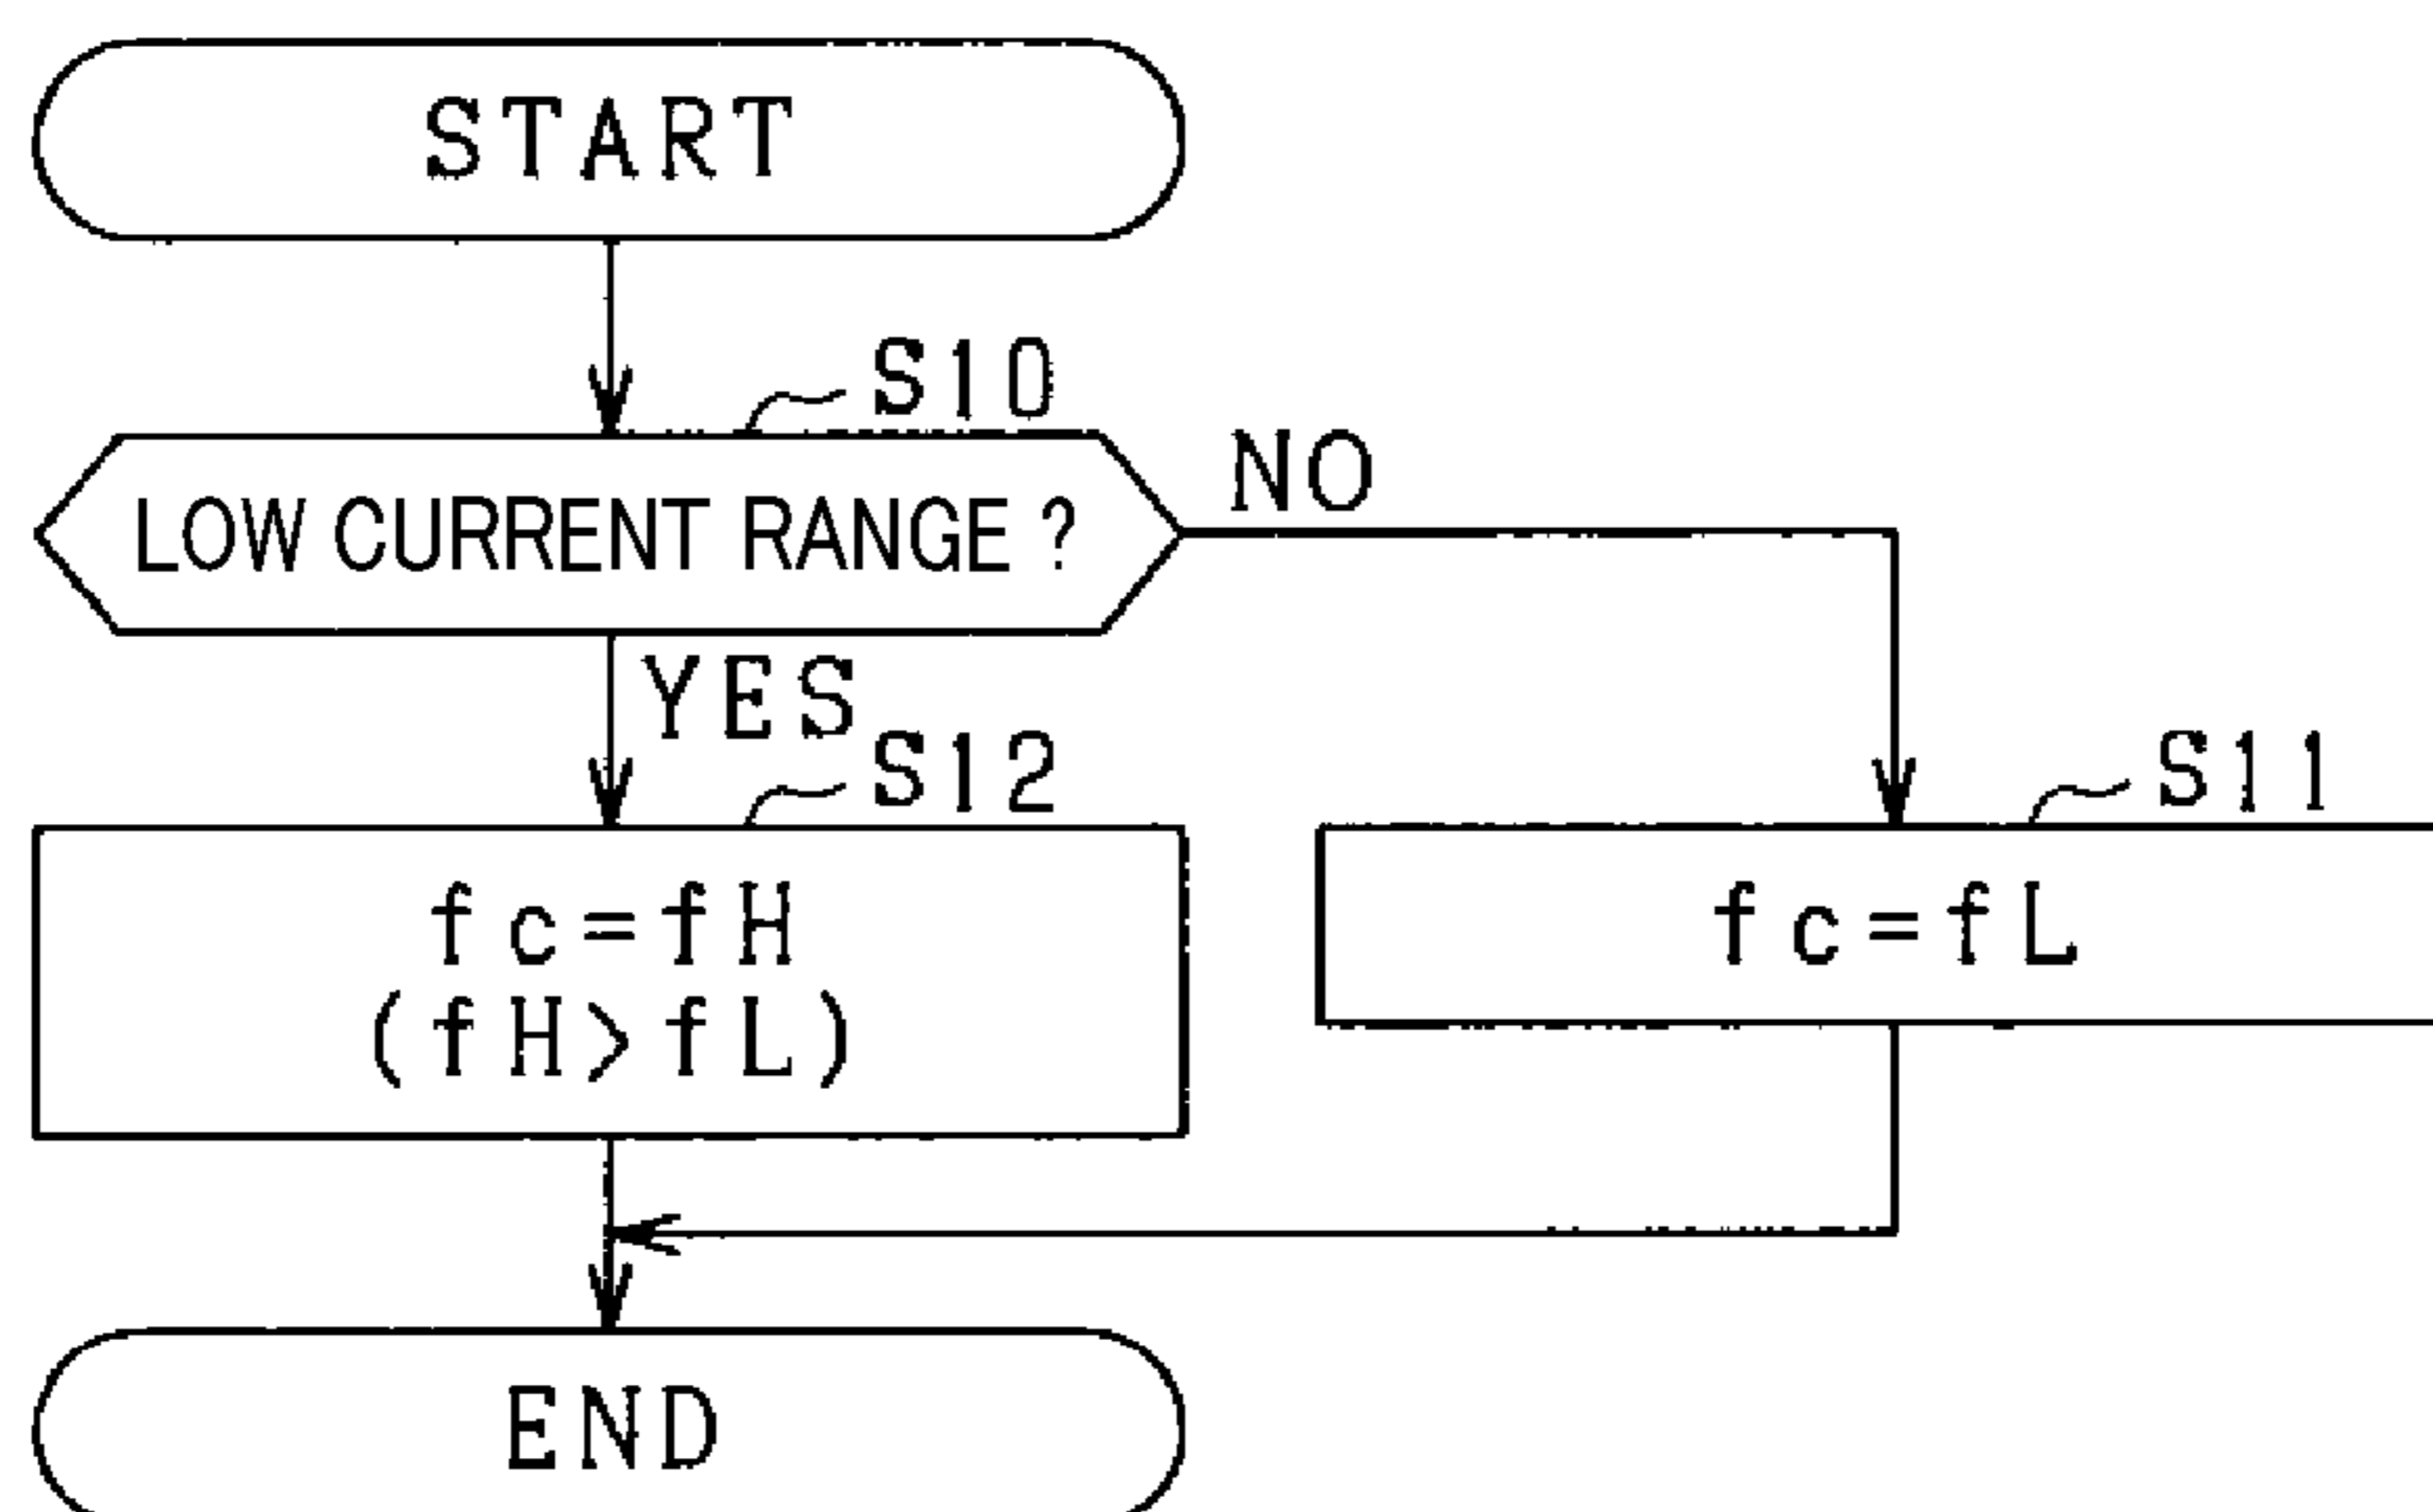 START
S10
LOW CURRENT RANGE ?
NO
YES
S12
S11
fc=fH
(fH>fL)
fc=fL
END